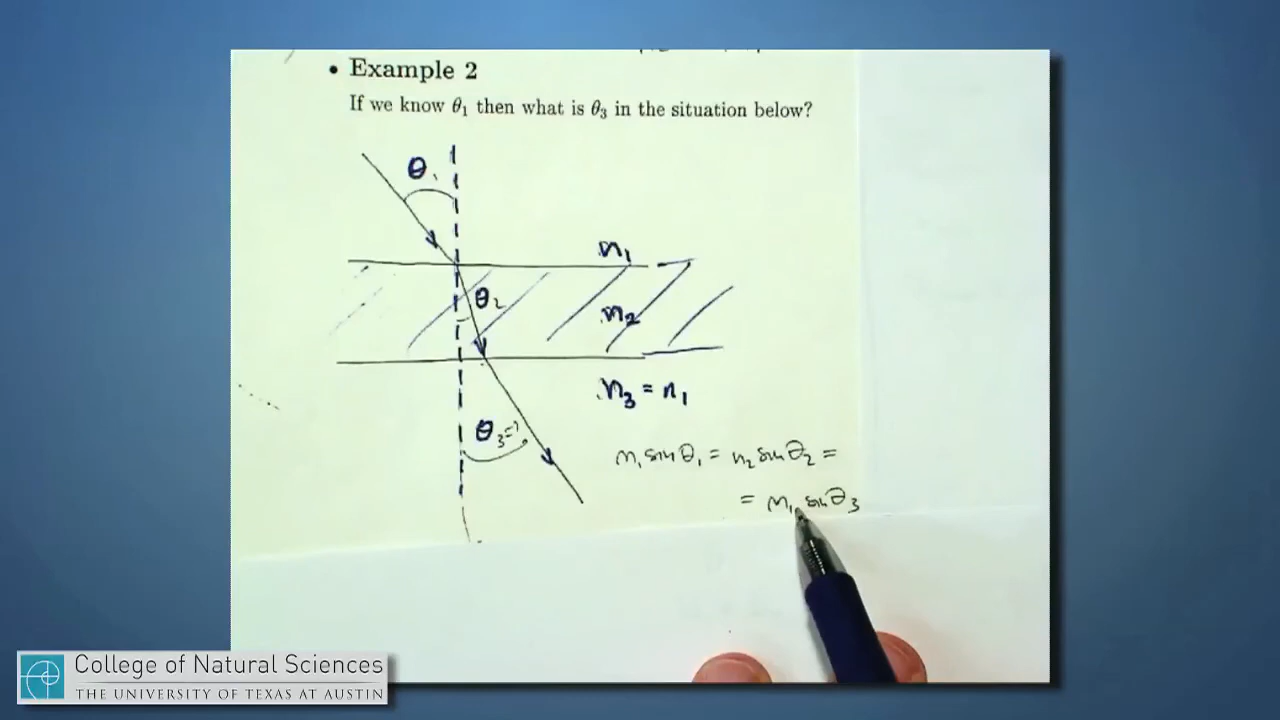 • Example 2
If we know θ₁ then what is θ₃ in the situation below?
θ₁
n₁
θ₂
n₂
n₃ = n₁
θ₃=?
n₁ sin θ₁ = n₂ sin θ₂ =
= n₁ sin θ₃
College of Natural Sciences
THE UNIVERSITY OF TEXAS AT AUSTIN